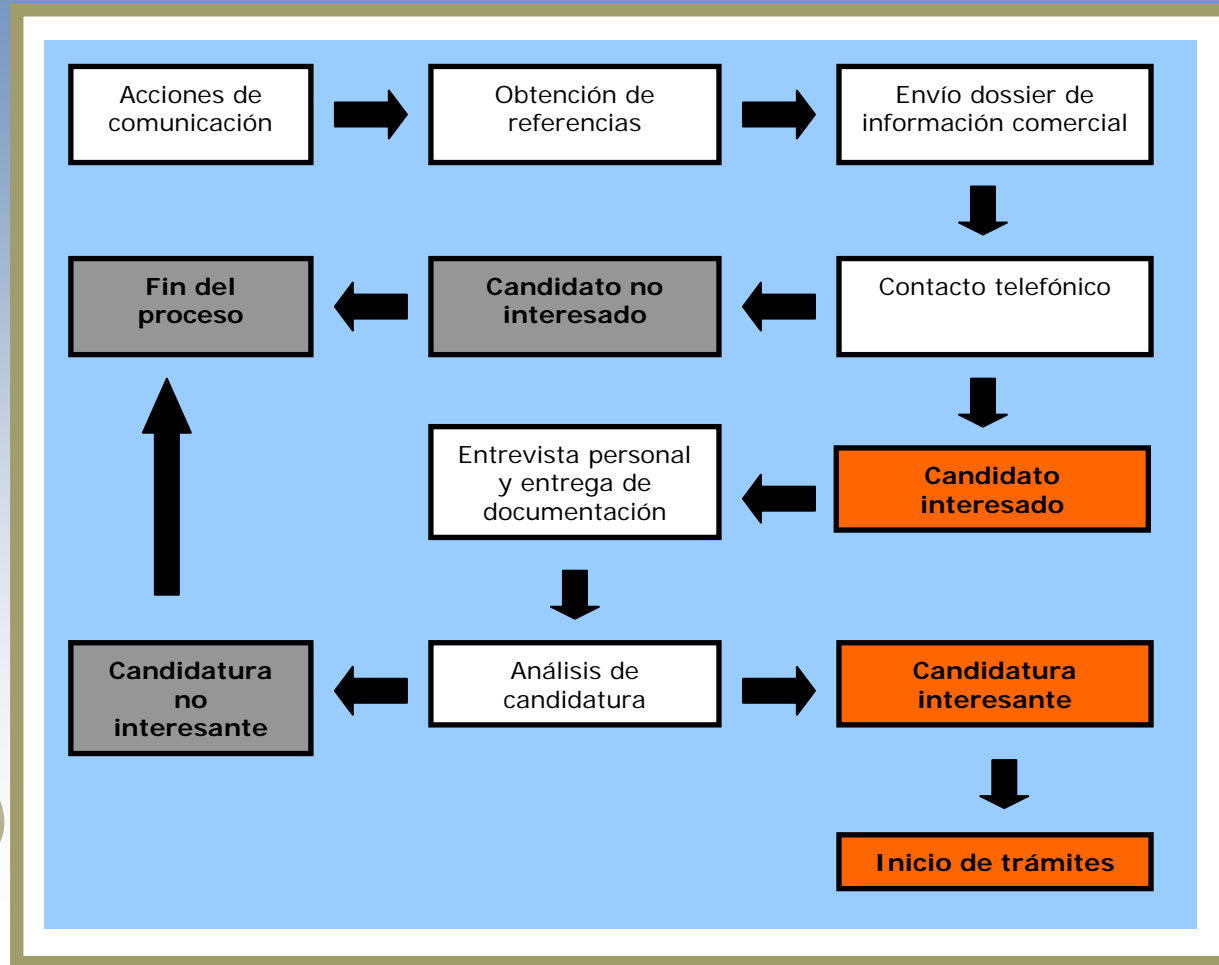 Acciones de
comunicación
Obtención de
referencias
Envío dossier de
información comercial
Fin del
proceso
Candidato no
interesado
Contacto telefónico
Entrevista personal
y entrega de
documentación
Candidato
interesado
Candidatura
no
interesante
Análisis de
candidatura
Candidatura
interesante
Inicio de trámites